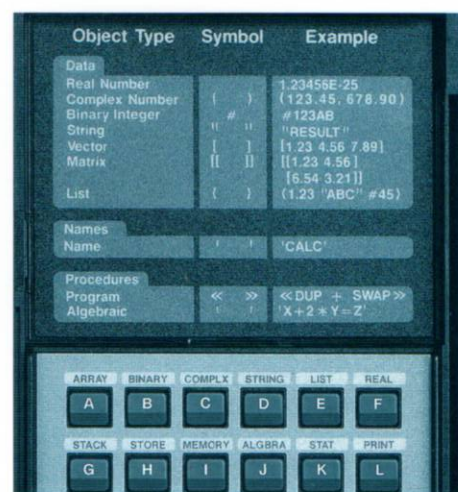 Object Type Symbol Example
Data
Real Number 1.23456E-25
Complex Number ( ) (123.45, 678.90)
Binary Integer # #123AB
String " " "RESULT"
Vector [ ] [1.23 4.56 7.89]
Matrix [[ ]] [[1.23 4.56]
[6.54 3.21]]
List { } {1.23 "ABC" #45}
Names
Name ' ' 'CALC'
Procedures
Program « » «DUP + SWAP»
Algebraic ' ' 'X+2*Y=Z'
ARRAY BINARY COMPLX STRING LIST REAL
A B C D E F
STACK STORE MEMORY ALGBRA STAT PRINT
G H I J K L